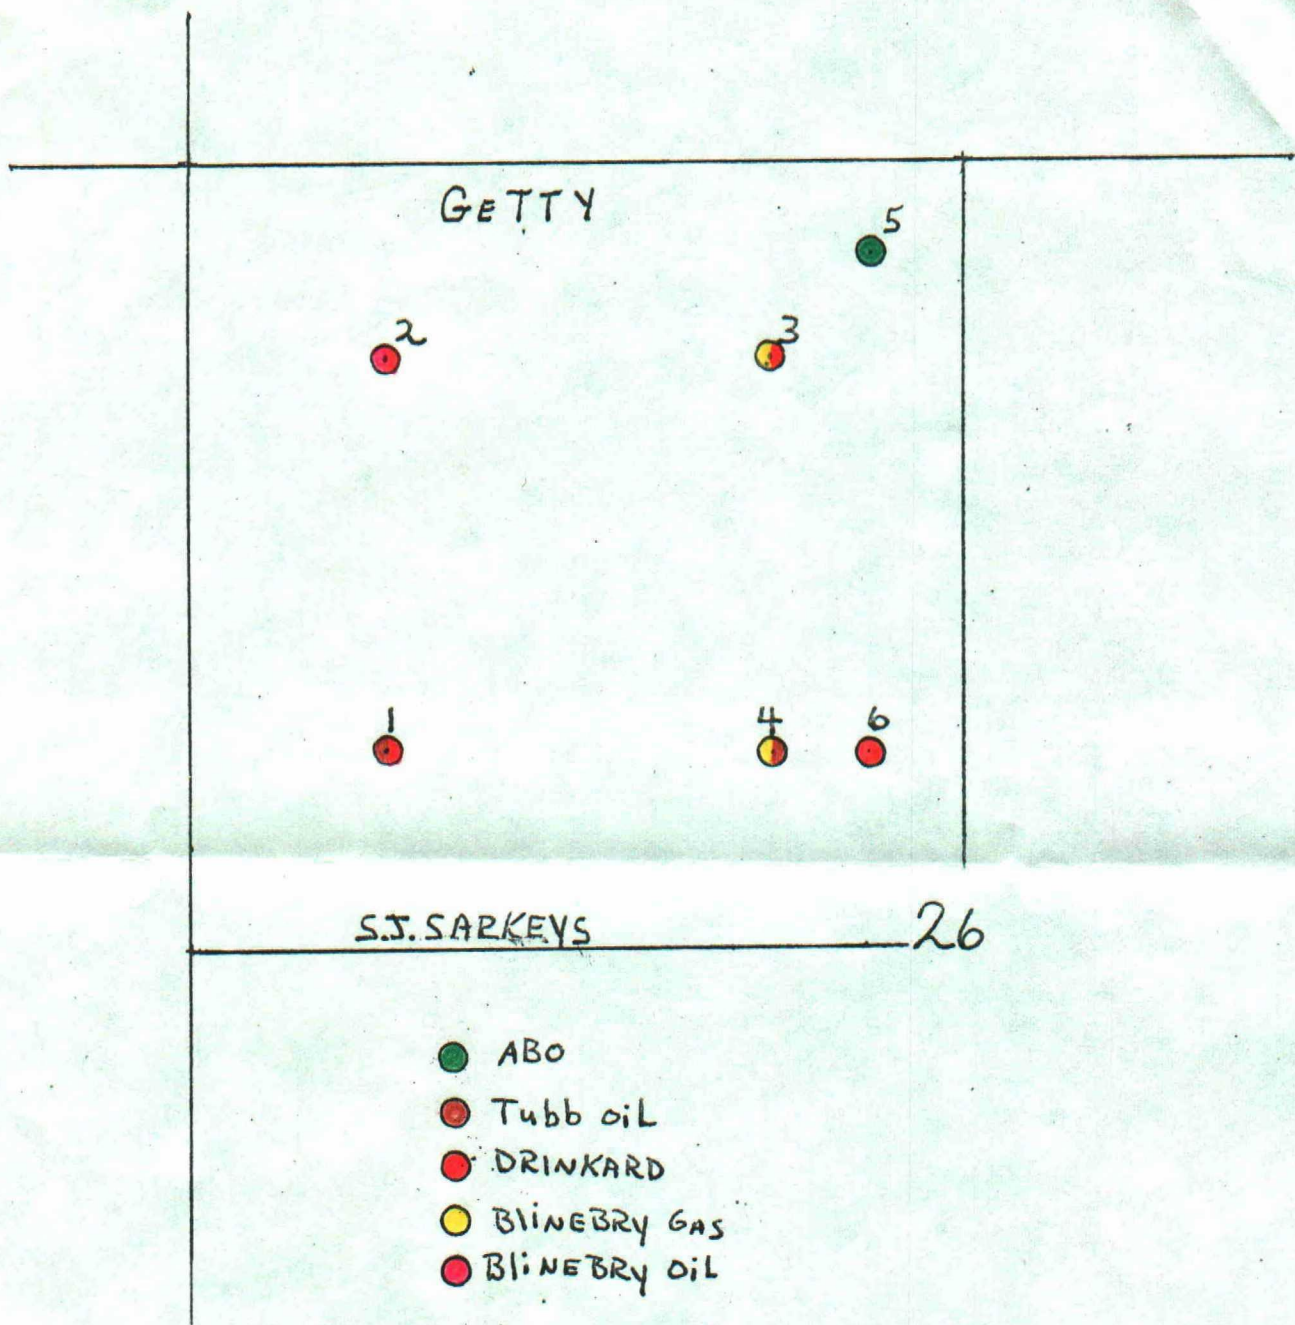 GETTY
5
2
3
1
4
6
S.J. SARKEYS
26
ABO
Tubb OiL
DRINKARD
BliNEBRY GAS
BliNEBRy OiL